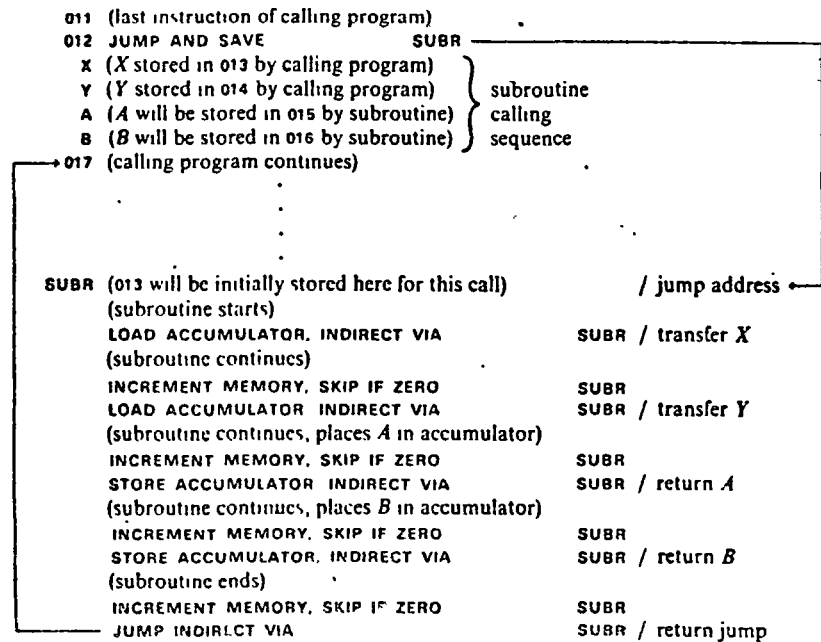 011 (last instruction of calling program)
012 JUMP AND SAVE SUBR
X (X stored in 013 by calling program)
Y (Y stored in 014 by calling program)
A (A will be stored in 015 by subroutine)
B (B will be stored in 016 by subroutine)
subroutine
calling
sequence
017 (calling program continues)
SUBR (013 will be initially stored here for this call) / jump address
(subroutine starts)
LOAD ACCUMULATOR, INDIRECT VIA SUBR / transfer X
(subroutine continues)
INCREMENT MEMORY, SKIP IF ZERO SUBR
LOAD ACCUMULATOR INDIRECT VIA SUBR / transfer Y
(subroutine continues, places A in accumulator)
INCREMENT MEMORY, SKIP IF ZERO SUBR
STORE ACCUMULATOR INDIRECT VIA SUBR / return A
(subroutine continues, places B in accumulator)
INCREMENT MEMORY, SKIP IF ZERO SUBR
STORE ACCUMULATOR, INDIRECT VIA SUBR / return B
(subroutine ends)
INCREMENT MEMORY, SKIP IF ZERO SUBR
JUMP INDIRECT VIA SUBR / return jump